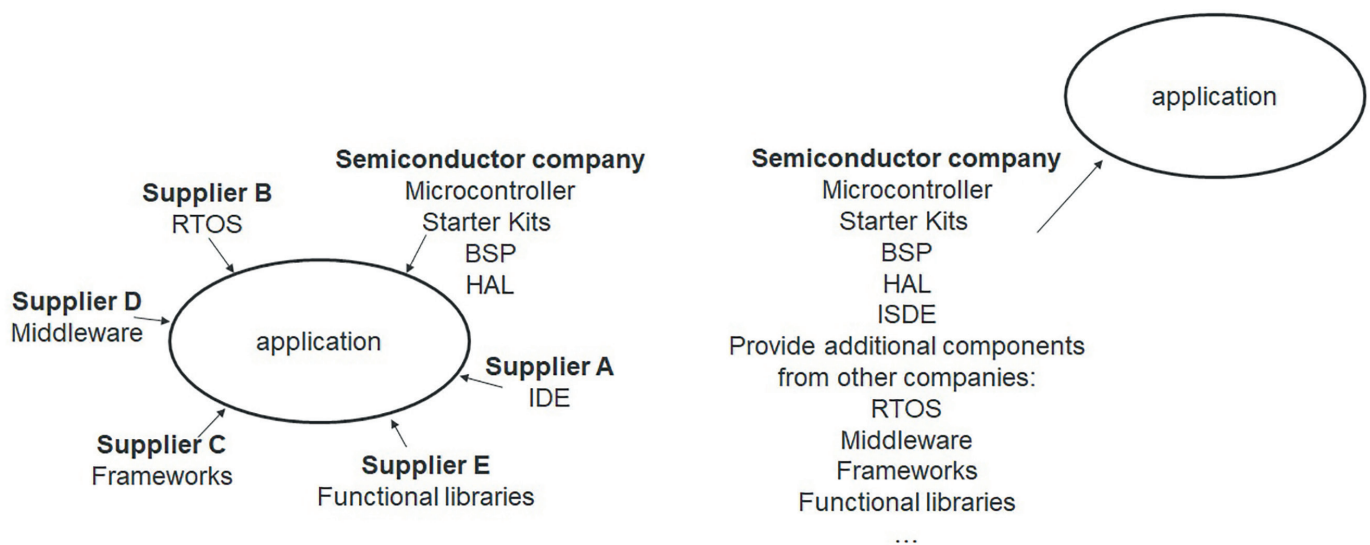 Semiconductor company
Microcontroller
Starter Kits
BSP
HAL
Supplier B
RTOS
Supplier D
Middleware
application
Supplier A
IDE
Supplier C
Frameworks
Supplier E
Functional libraries
application
Semiconductor company
Microcontroller
Starter Kits
BSP
HAL
ISDE
Provide additional components
from other companies:
RTOS
Middleware
Frameworks
Functional libraries
...